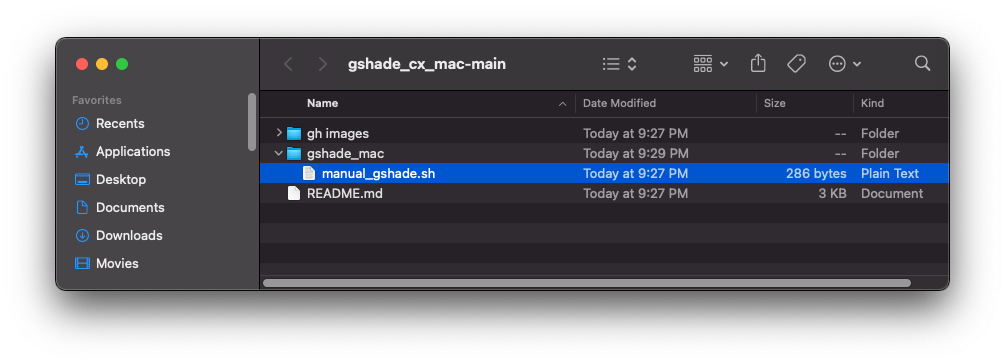 gshade_cx_mac-main
Favorites
Recents
Applications
Desktop
Documents
Downloads
Movies
Name Date Modified Size Kind
gh images Today at 9:27 PM -- Folder
gshade_mac Today at 9:29 PM -- Folder
manual_gshade.sh Today at 9:27 PM 286 bytes Plain Text
README.md Today at 9:27 PM 3 KB Document